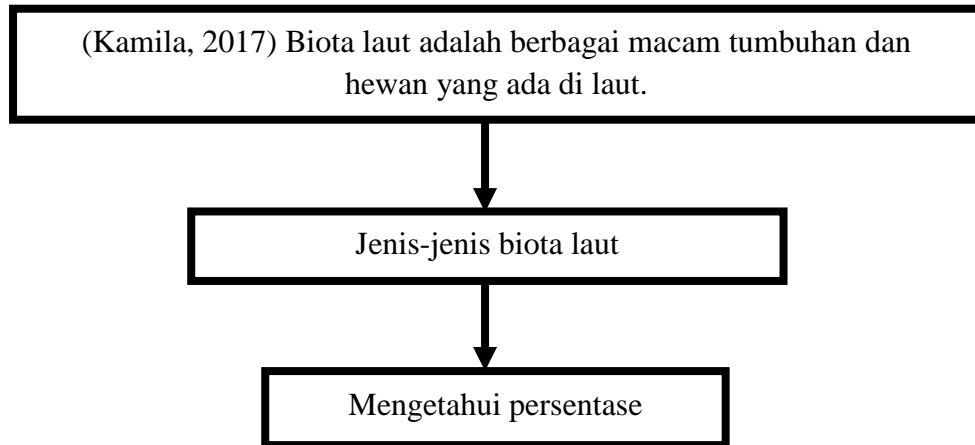 (Kamila, 2017) Biota laut adalah berbagai macam tumbuhan dan
hewan yang ada di laut.
Jenis-jenis biota laut
Mengetahui persentase